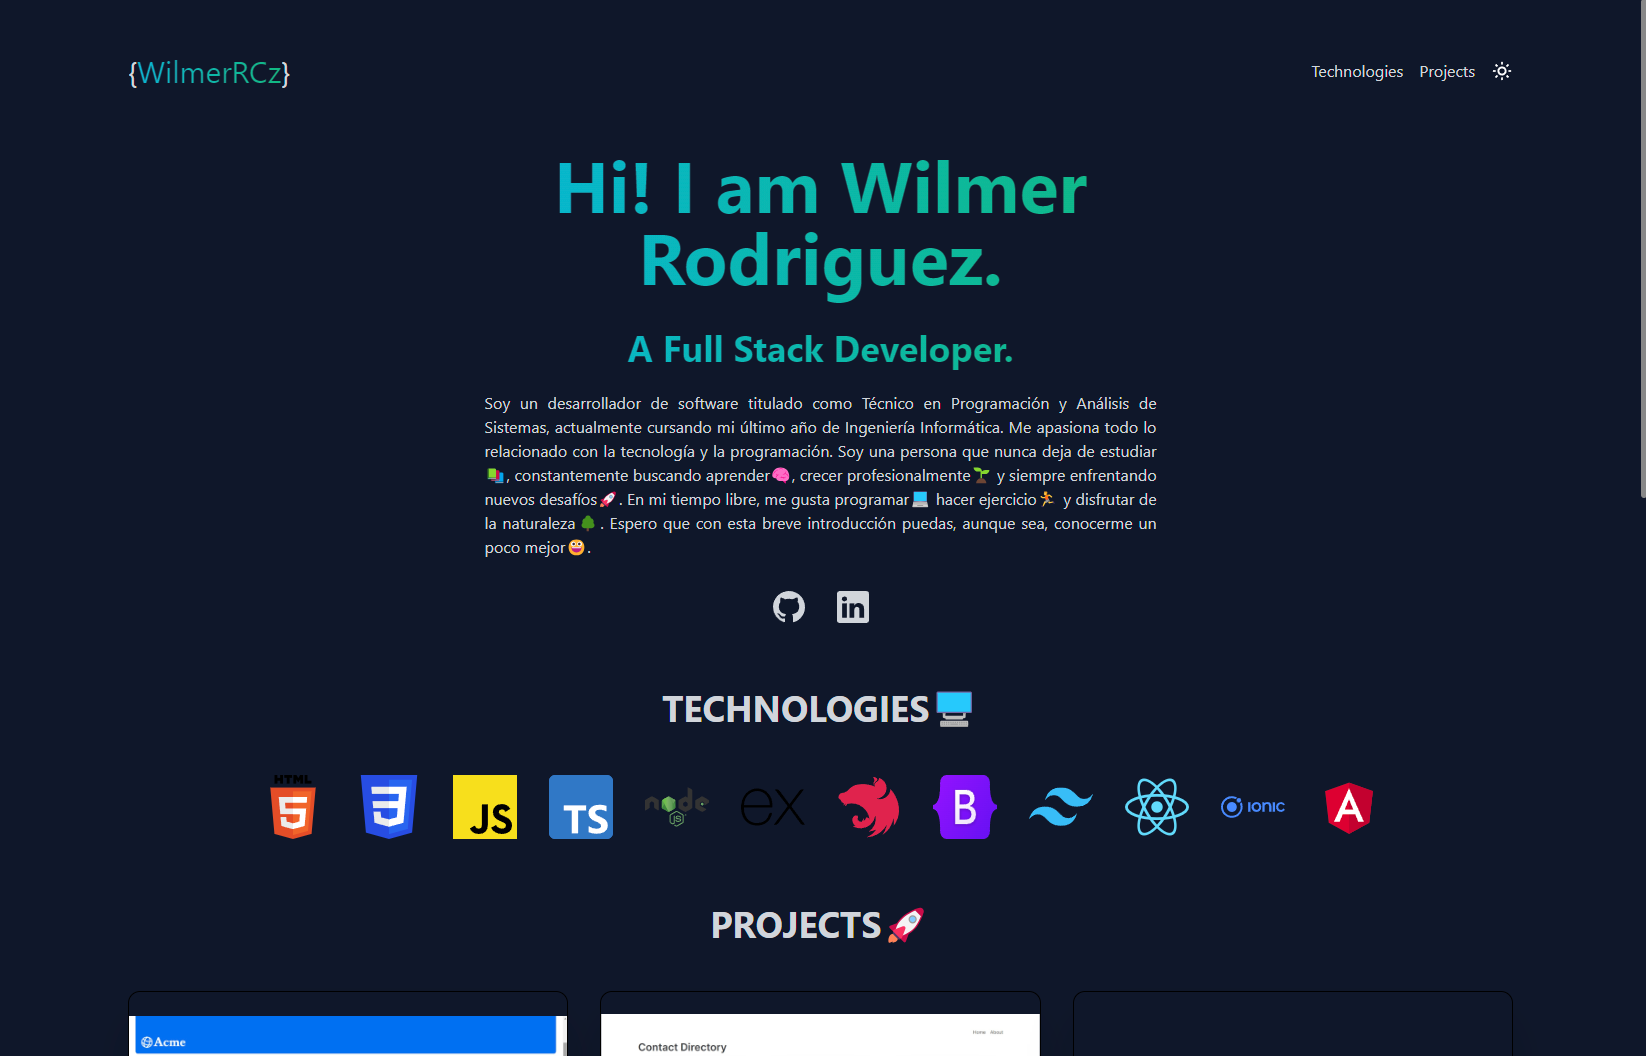 {WilmerRCz}
Technologies Projects
Hi! I am Wilmer
Rodriguez.
A Full Stack Developer.
Soy un desarrollador de software titulado como Técnico en Programación y Análisis de
Sistemas, actualmente cursando mi último año de Ingeniería Informática. Me apasiona todo lo
relacionado con la tecnología y la programación. Soy una persona que nunca deja de estudiar
📚, constantemente buscando aprender🧠, crecer profesionalmente🌱 y siempre enfrentando
nuevos desafíos🚀. En mi tiempo libre, me gusta programar💻 hacer ejercicio🏃 y disfrutar de
la naturaleza🌳. Espero que con esta breve introducción puedas, aunque sea, conocerme un
poco mejor😀.
in
TECHNOLOGIES🖥️
HTML
5
3
JS
TS
node
JS
ex
B
IONIC
A
PROJECTS🚀
Acme
Home About
Contact Directory